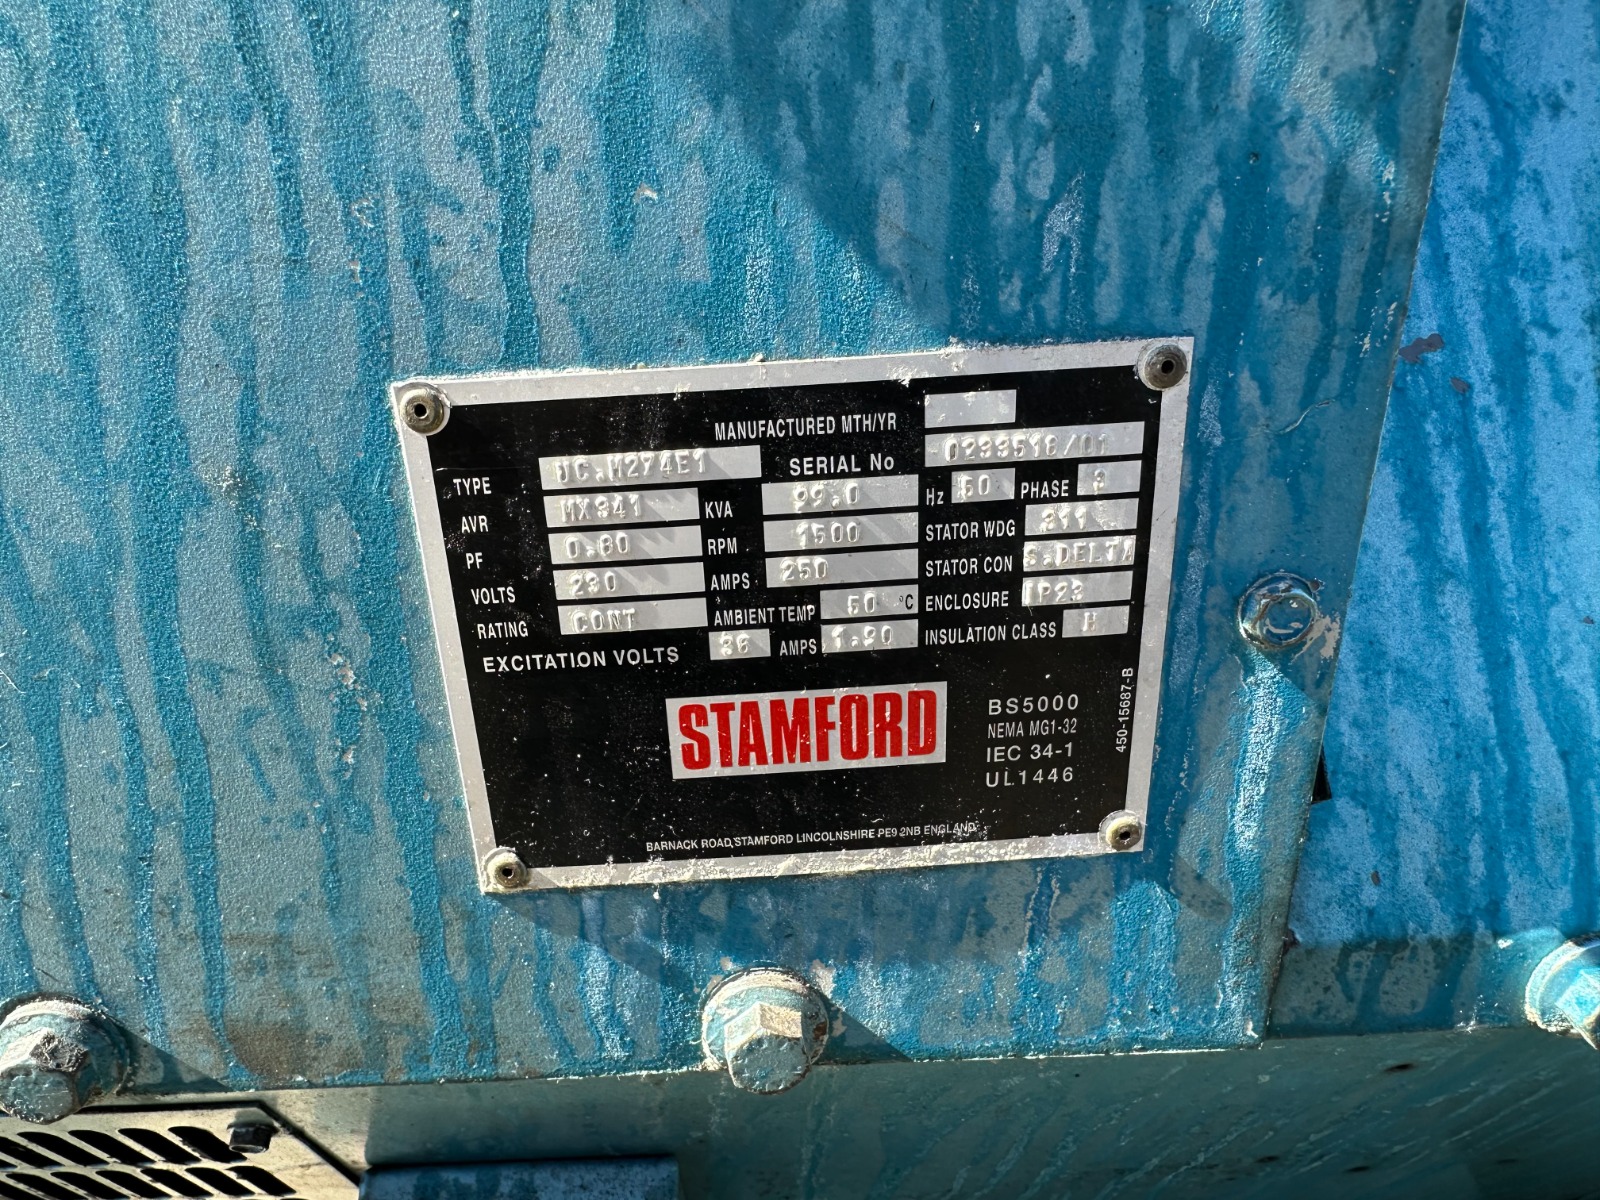 MANUFACTURED MTH/YR
TYPE UC.M274E1 SERIAL No 0299518/01
AVR MX341 KVA 99.0 Hz 50 PHASE 3
PF 0.80 RPM 1500 STATOR WDG 311
VOLTS 230 AMPS 250 STATOR CON S.DELTA
RATING CONT AMBIENT TEMP °C ENCLOSURE IP23
EXCITATION VOLTS 36 AMPS INSULATION CLASS H
STAMFORD
BS5000
NEMA MG1-32
IEC 34-1
UL1446
450-15687-B
BARNACK ROAD,STAMFORD LINCOLNSHIRE PE9 2NB ENGLAND